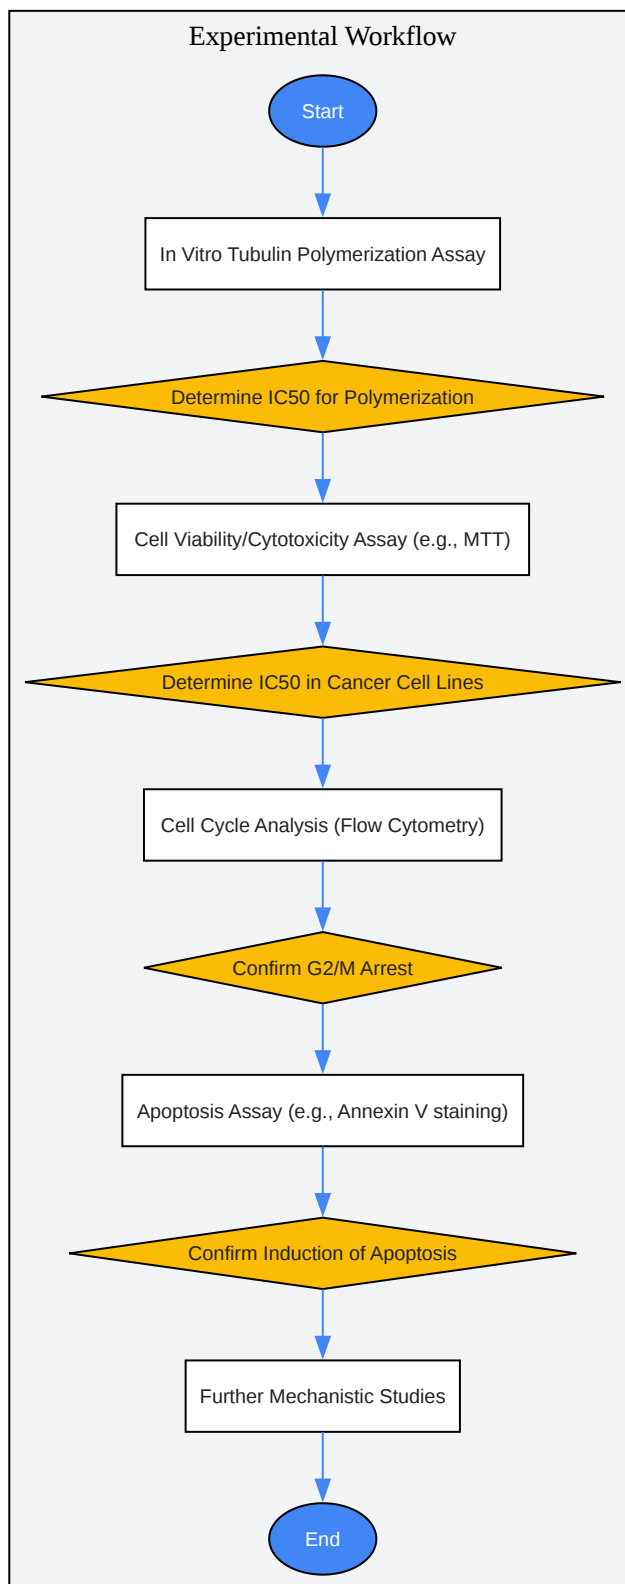 Experimental Workflow
Start
In Vitro Tubulin Polymerization Assay
Determine IC50 for Polymerization
Cell Viability/Cytotoxicity Assay (e.g., MTT)
Determine IC50 in Cancer Cell Lines
Cell Cycle Analysis (Flow Cytometry)
Confirm G2/M Arrest
Apoptosis Assay (e.g., Annexin V staining)
Confirm Induction of Apoptosis
Further Mechanistic Studies
End